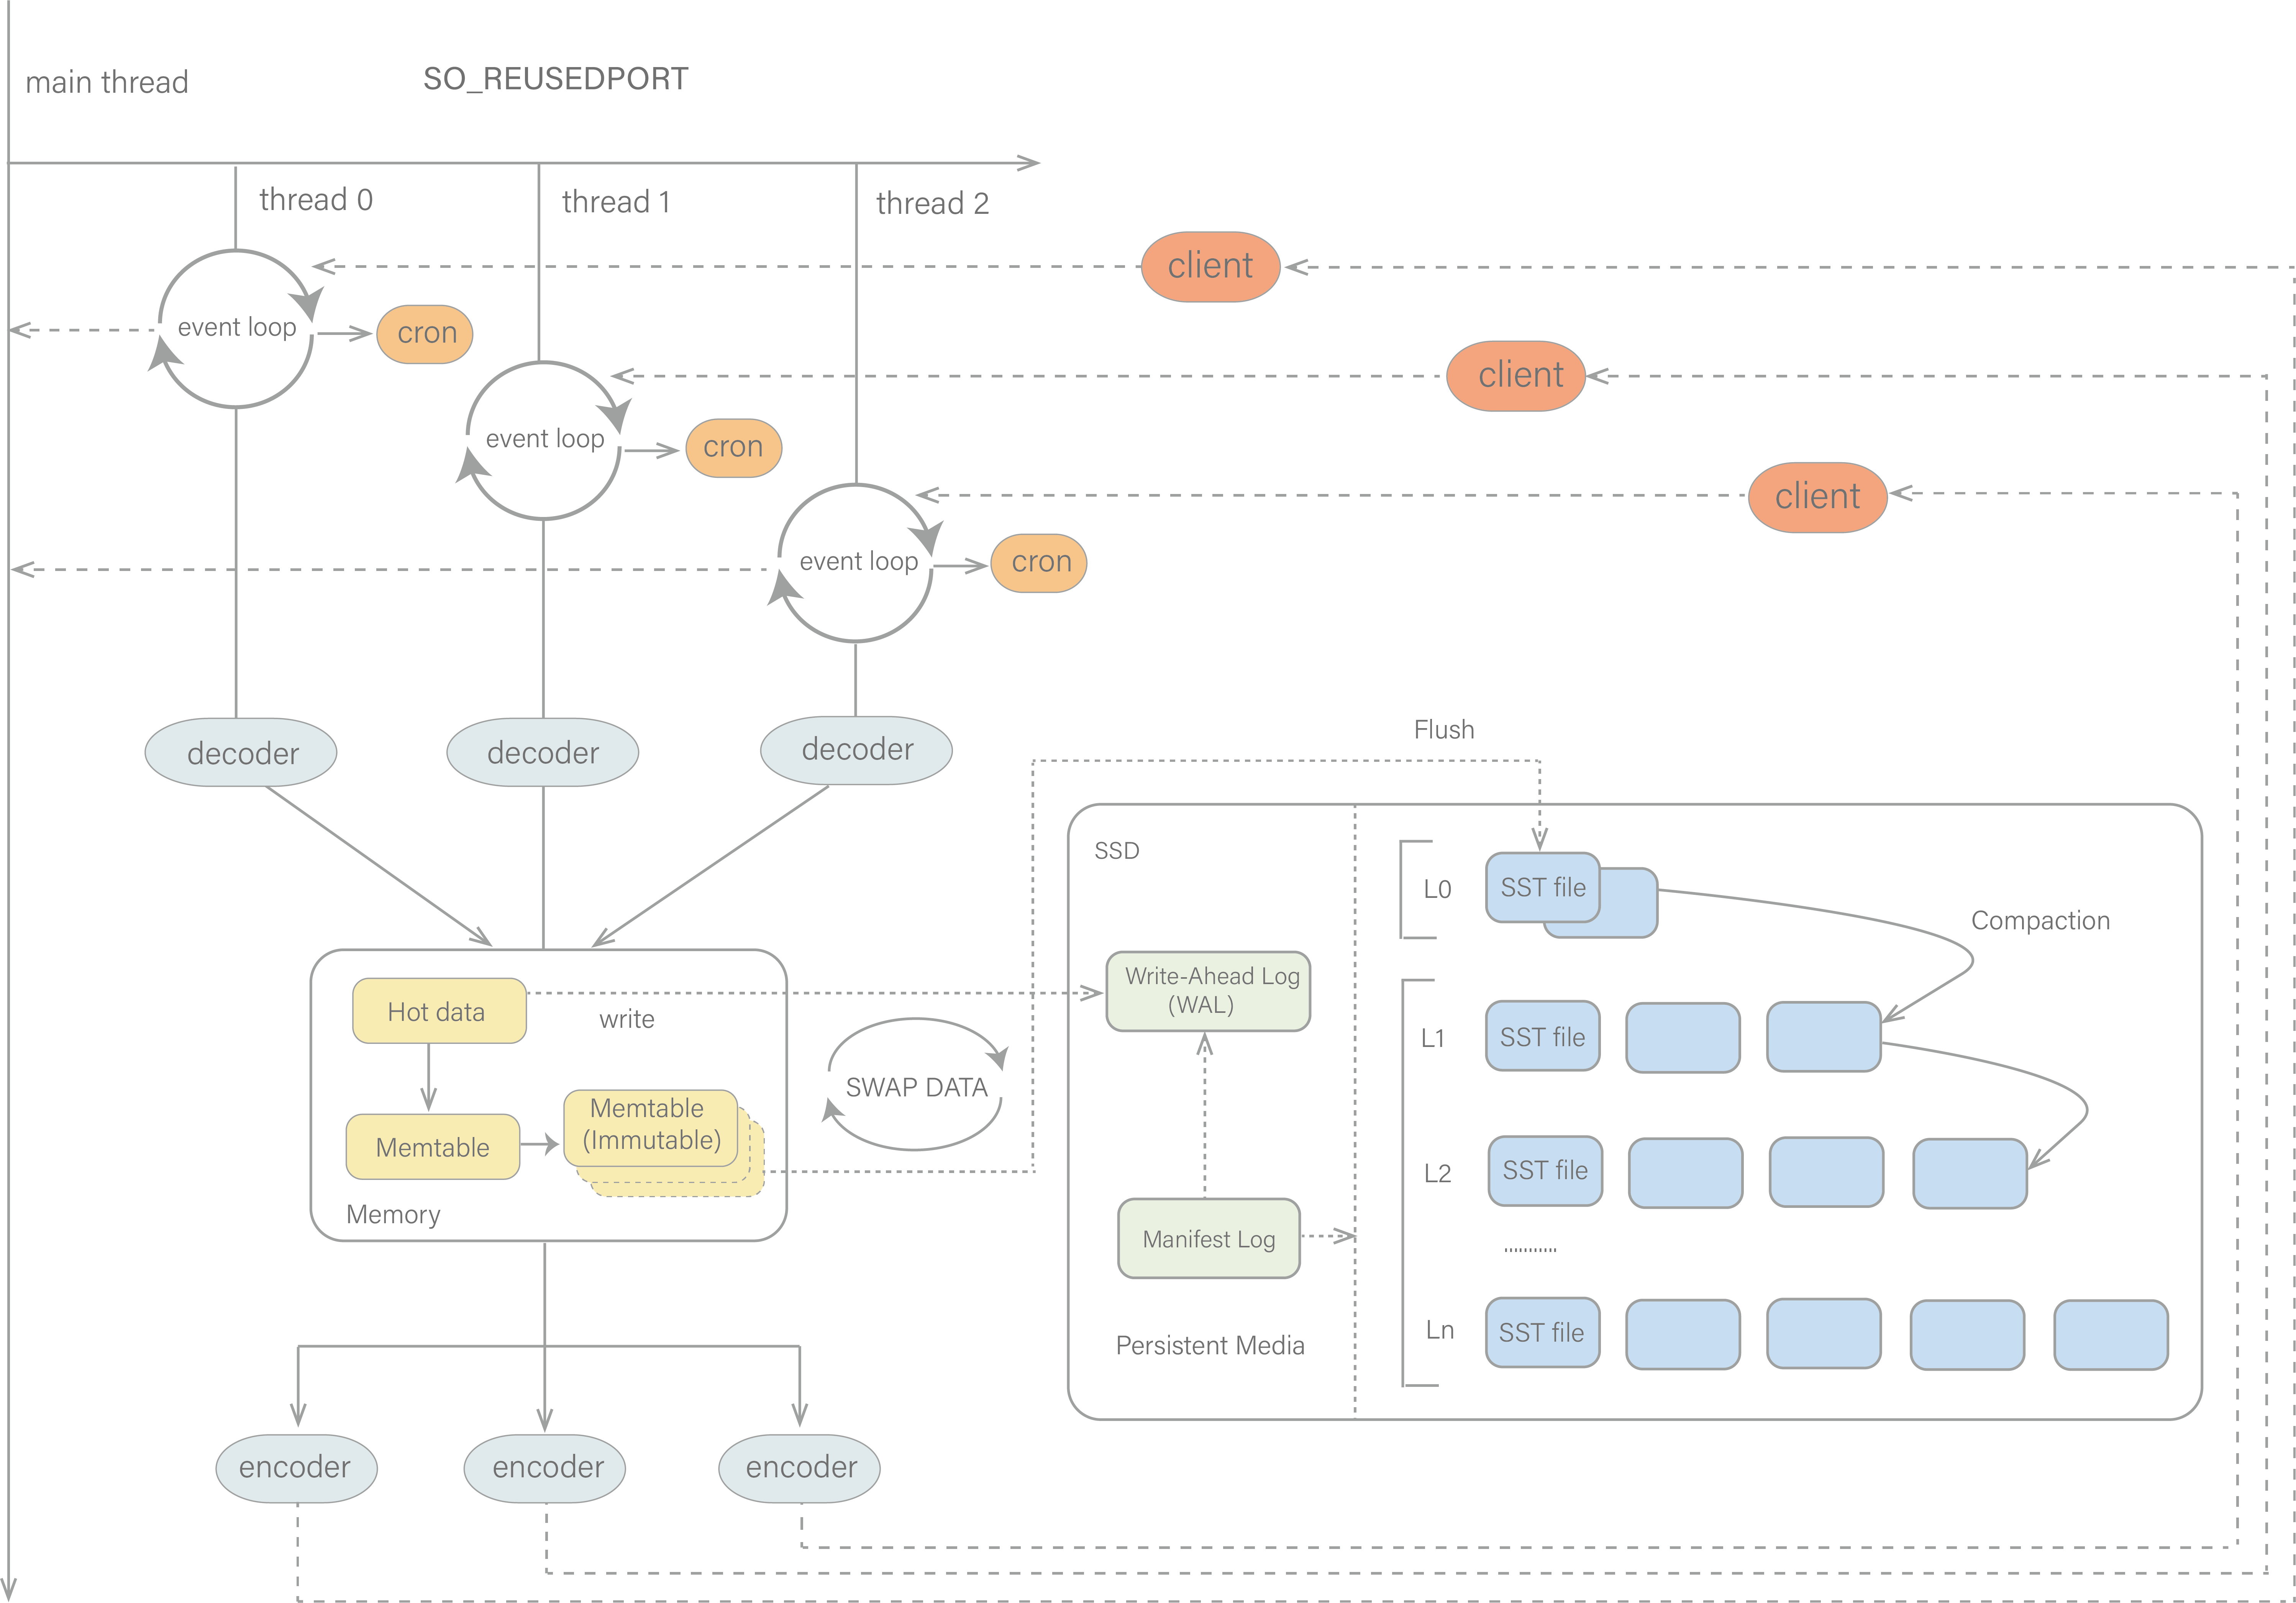 main thread
SO_REUSEDPORT
thread 0
thread 1
thread 2
client
event loop
cron
client
event loop
cron
client
event loop
cron
decoder
decoder
decoder
Flush
SSD
L0
SST file
Compaction
Hot data
write
Write-Ahead Log
(WAL)
L1
SST file
SWAP DATA
Memtable
Memtable
(Immutable)
Memory
L2
SST file
Manifest Log
...........
Persistent Media
Ln
SST file
encoder
encoder
encoder